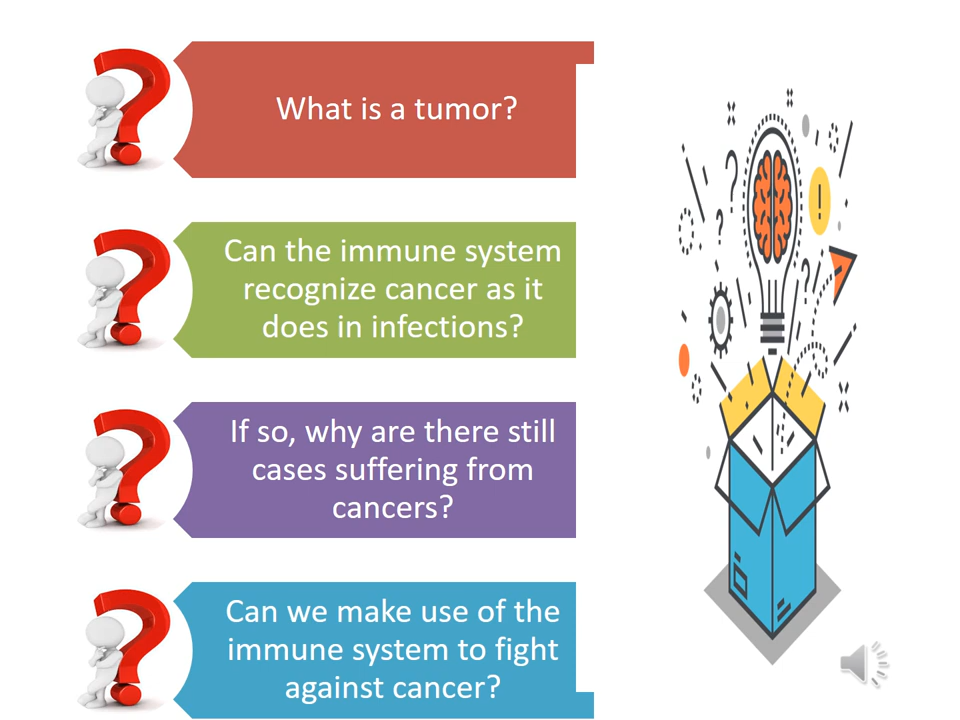 What is a tumor?
Can the immune system
recognize cancer as it
does in infections?
If so, why are there still
cases suffering from
cancers?
Can we make use of the
immune system to fight
against cancer?